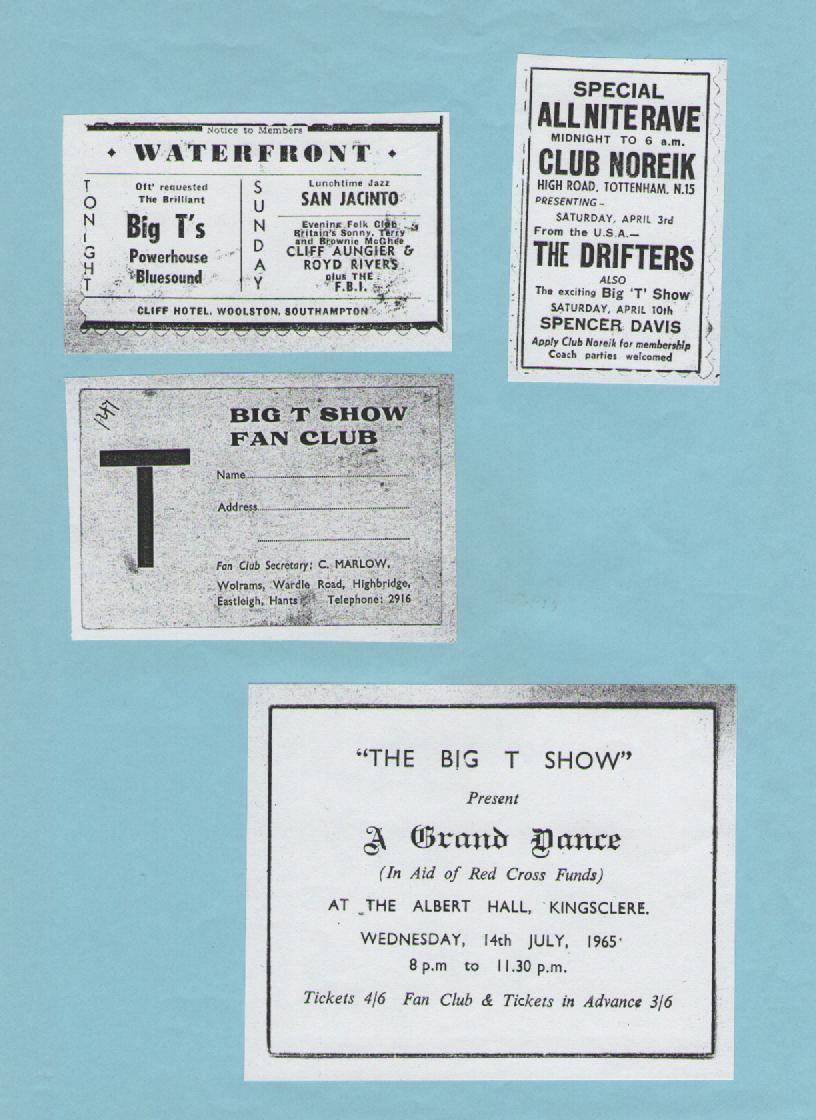 Notice to Members
WATERFRONT
TONIGHT
Oft' requested
The Brilliant
Big T's
Powerhouse
Bluesound
SUNDAY
Lunchtime Jazz
SAN JACINTO
Evening Folk Club
Britain's Sonny, Terry
and Brownie McGhee
CLIFF AUNGIER &
ROYD RIVERS
plus THE
F.B.I.
CLIFF HOTEL, WOOLSTON, SOUTHAMPTON
SPECIAL
ALL NITE RAVE
MIDNIGHT TO 6 a.m.
CLUB NOREIK
HIGH ROAD, TOTTENHAM, N.15
PRESENTING –
SATURDAY, APRIL 3rd
From the U.S.A.—
THE DRIFTERS
ALSO
The exciting Big 'T' Show
SATURDAY, APRIL 10th
SPENCER DAVIS
Apply Club Noreik for membership
Coach parties welcomed
147
T
BIG T SHOW
FAN CLUB
Name
Address
Fan Club Secretary: C. MARLOW,
Wolrams, Wardle Road, Highbridge,
Eastleigh, Hants Telephone: 2916
"THE BIG T SHOW"
Present
A Grand Dance
(In Aid of Red Cross Funds)
AT THE ALBERT HALL, KINGSCLERE.
WEDNESDAY, 14th JULY, 1965
8 p.m to 11.30 p.m.
Tickets 4/6 Fan Club & Tickets in Advance 3/6